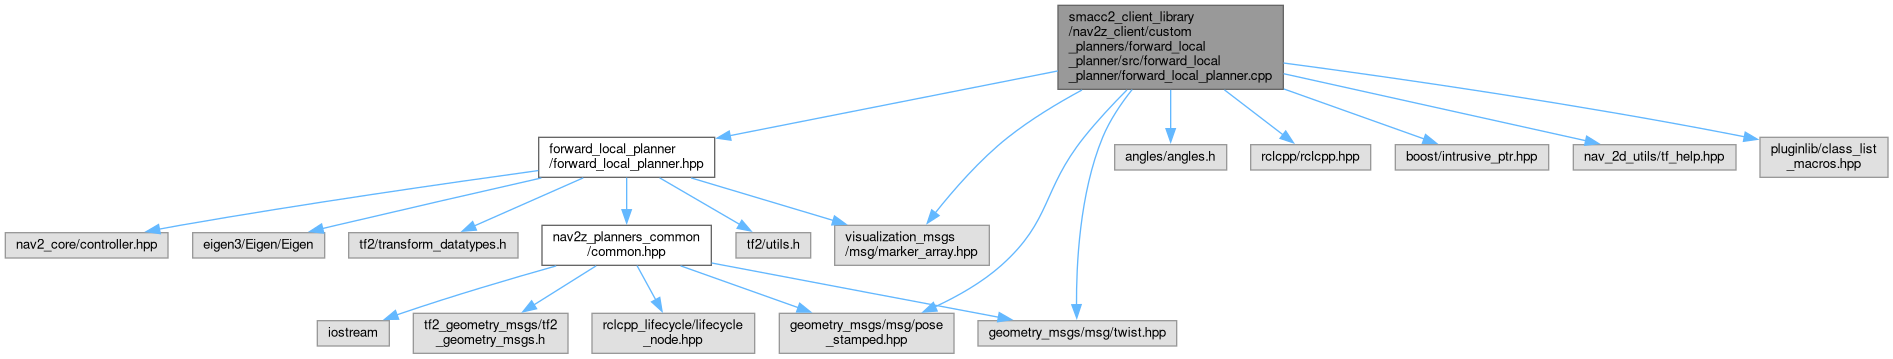 smacc2_client_library
/nav2z_client/custom
_planners/forward_local
_planner/src/forward_local
_planner/forward_local_planner.cpp
forward_local_planner
/forward_local_planner.hpp
angles/angles.h
rclcpp/rclcpp.hpp
boost/intrusive_ptr.hpp
nav_2d_utils/tf_help.hpp
pluginlib/class_list
_macros.hpp
nav2_core/controller.hpp
eigen3/Eigen/Eigen
tf2/transform_datatypes.h
nav2z_planners_common
/common.hpp
tf2/utils.h
visualization_msgs
/msg/marker_array.hpp
iostream
tf2_geometry_msgs/tf2
_geometry_msgs.h
rclcpp_lifecycle/lifecycle
_node.hpp
geometry_msgs/msg/pose
_stamped.hpp
geometry_msgs/msg/twist.hpp